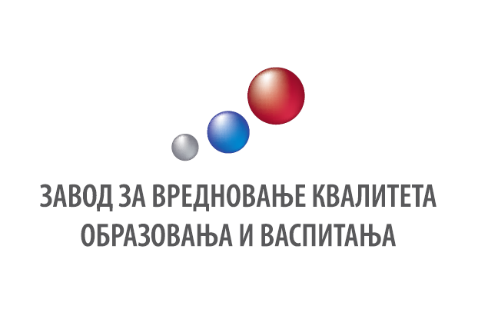 ЗАВОД ЗА ВРЕДНОВАЊЕ КВАЛИТЕТА
ОБРАЗОВАЊА И ВАСПИТАЊА